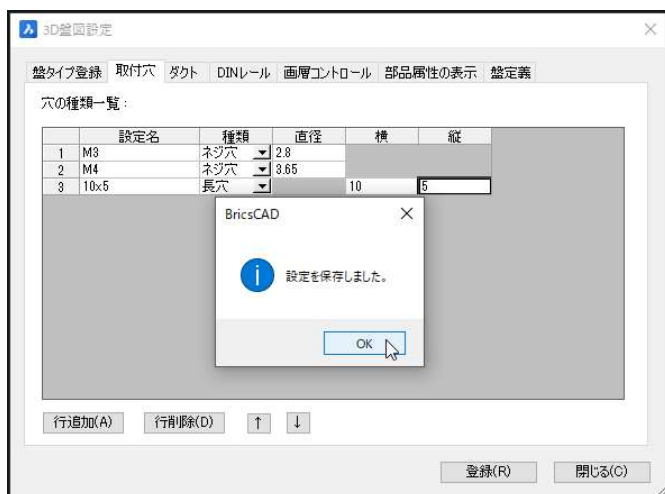 3D盤図設定
盤タイプ登録 取付穴 ダクト DINレール 画層コントロール 部品属性の表示 盤定義
穴の種類一覧：
設定名 種類 直径 横 縦
1 M3 ネジ穴 2.8
2 M4 ネジ穴 3.65
3 10x5 長穴 10 5
BricsCAD
設定を保存しました。
OK
行追加(A) 行削除(D) ↑ ↓
登録(R) 閉じる(C)